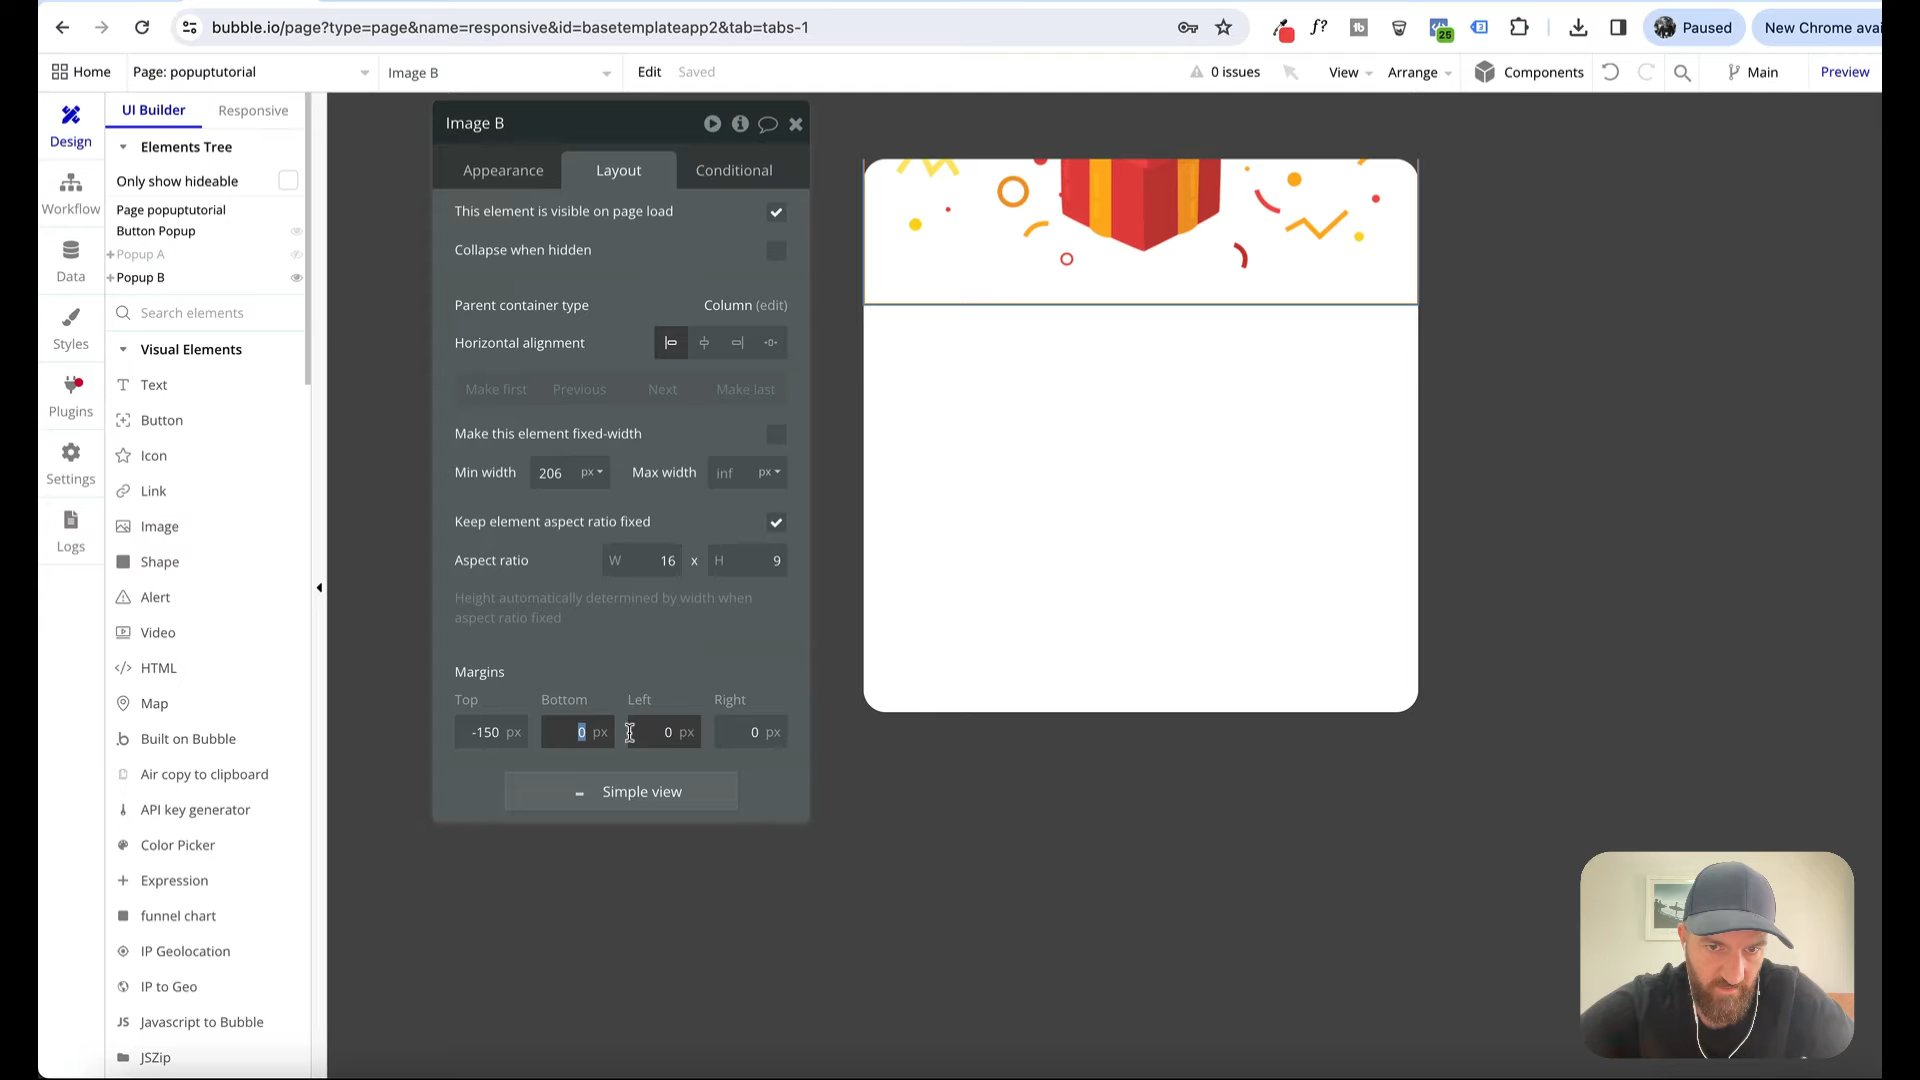 bubble.io/page?type=page&name=responsive&id=basetemplateapp2&tab=tabs-1
f?
tb
25
Paused
New Chrome avai
Home
Page: popuptutorial
Image B
Edit
Saved
0 issues
View
Arrange
Components
Main
Preview
Design
Workflow
Data
Styles
Plugins
Settings
Logs
UI Builder
Responsive
Elements Tree
Only show hideable
Page popuptutorial
Button Popup
Popup A
Popup B
Search elements
Visual Elements
Text
Button
Icon
Link
Image
Shape
Alert
Video
HTML
Map
Built on Bubble
Air copy to clipboard
API key generator
Color Picker
Expression
funnel chart
IP Geolocation
IP to Geo
JS Javascript to Bubble
JSZip
Image B
Appearance
Layout
Conditional
This element is visible on page load
Collapse when hidden
Parent container type Column (edit)
Horizontal alignment
Make first Previous Next Make last
Make this element fixed-width
Min width 206 px Max width inf px
Keep element aspect ratio fixed
Aspect ratio W 16 x H 9
Height automatically determined by width when
aspect ratio fixed
Margins
Top Bottom Left Right
-150 px 0 px 0 px 0 px
Simple view